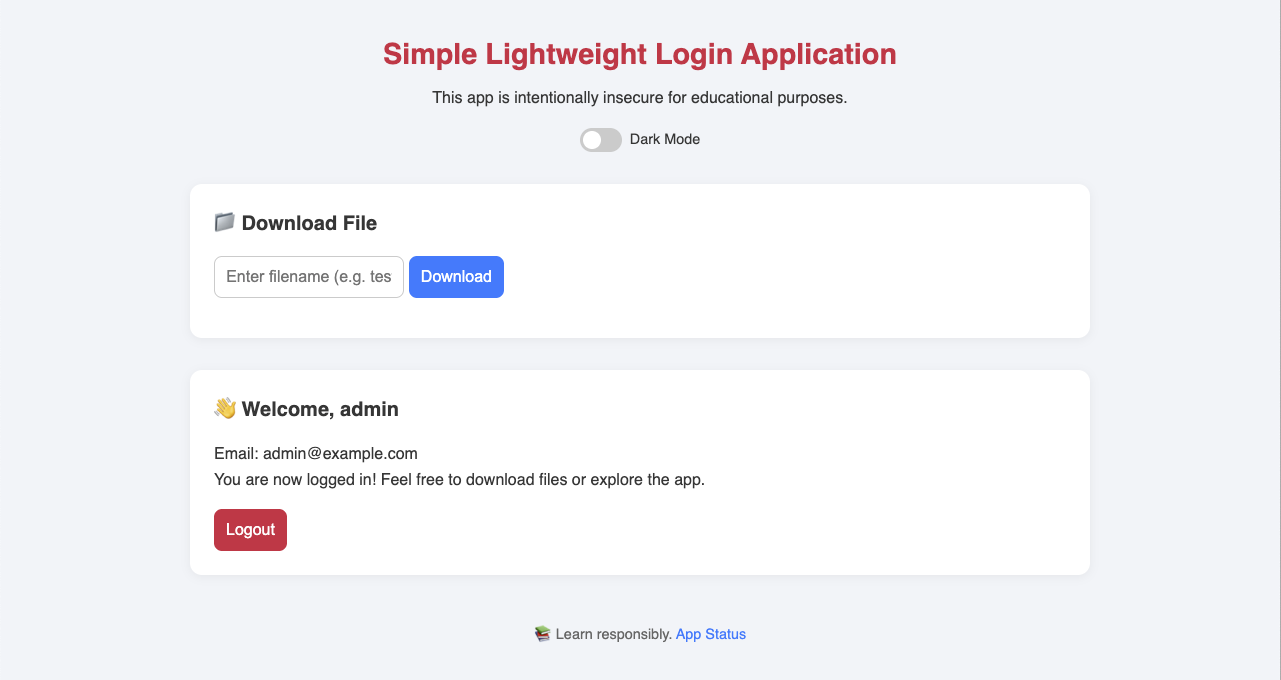 Simple Lightweight Login Application
This app is intentionally insecure for educational purposes.
Dark Mode
Download File
Enter filename (e.g. tes
Download
Welcome, admin
Email: admin@example.com
You are now logged in! Feel free to download files or explore the app.
Logout
Learn responsibly. App Status